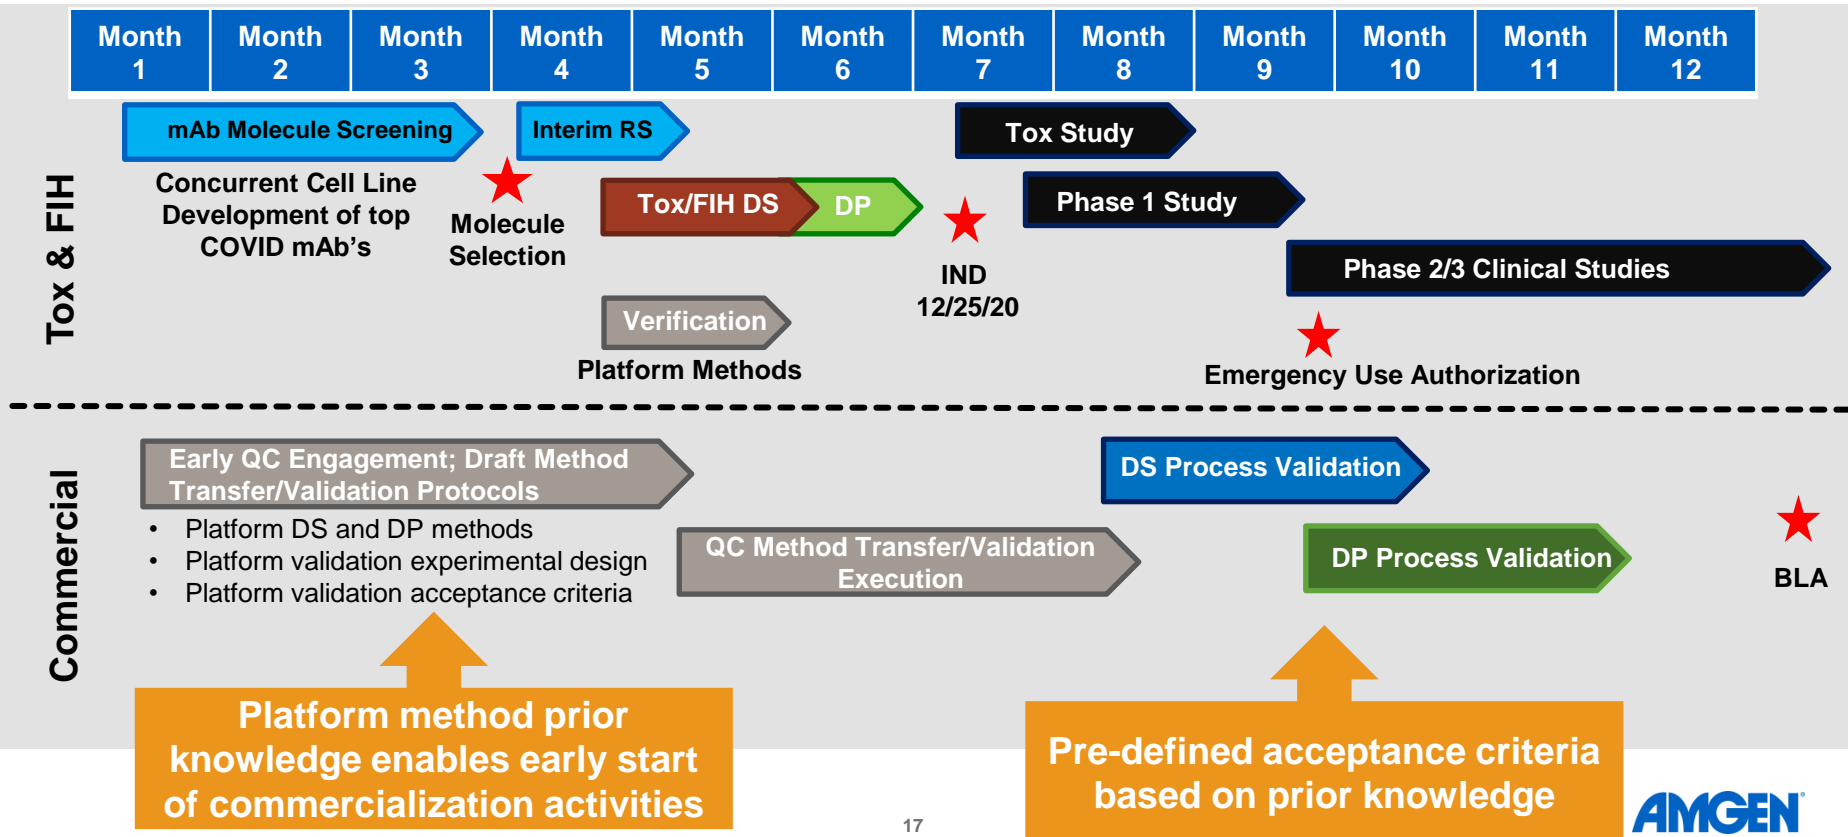 Month
1
Month
2
Month
3
Month
4
Month
5
Month
6
Month
7
Month
8
Month
9
Month
10
Month
11
Month
12
Tox & FIH
mAb Molecule Screening
Interim RS
Tox Study
Concurrent Cell Line
Development of top
COVID mAb’s
Molecule
Selection
Tox/FIH DS
DP
Phase 1 Study
IND
12/25/20
Phase 2/3 Clinical Studies
Verification
Platform Methods
Emergency Use Authorization
Commercial
Early QC Engagement; Draft Method
Transfer/Validation Protocols
• Platform DS and DP methods
• Platform validation experimental design
• Platform validation acceptance criteria
QC Method Transfer/Validation
Execution
DS Process Validation
DP Process Validation
BLA
Platform method prior
knowledge enables early start
of commercialization activities
Pre-defined acceptance criteria
based on prior knowledge
17
AMGEN®